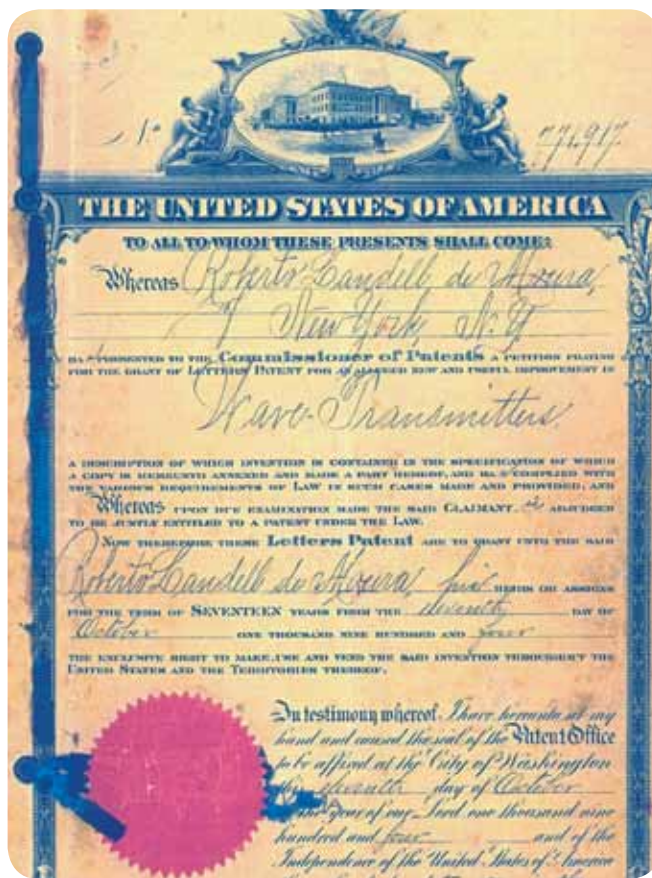 No. 771,917.
THE UNITED STATES OF AMERICA
TO ALL TO WHOM THESE PRESENTS SHALL COME:
Whereas Roberto Landell de Moura,
of New York, N.Y.
HAS PRESENTED TO THE Commissioner of Patents A PETITION PRAYING
FOR THE GRANT OF LETTERS PATENT FOR AN ALLEGED NEW AND USEFUL IMPROVEMENT IN
Wave-Transmitters.
A DESCRIPTION OF WHICH INVENTION IS CONTAINED IN THE SPECIFICATION OF WHICH
A COPY IS HEREUNTO ANNEXED AND MADE A PART HEREOF, AND HAS COMPLIED WITH
THE VARIOUS REQUIREMENTS OF LAW IN SUCH CASES MADE AND PROVIDED, AND
Whereas UPON DUE EXAMINATION MADE THE SAID CLAIMANT is ADJUDGED
TO BE JUSTLY ENTITLED TO A PATENT UNDER THE LAW.
NOW THEREFORE THESE Letters Patent ARE TO GRANT UNTO THE SAID
Roberto Landell de Moura, his HEIRS OR ASSIGNS
FOR THE TERM OF SEVENTEEN YEARS FROM THE eleventh DAY OF
October ONE THOUSAND NINE HUNDRED AND four
THE EXCLUSIVE RIGHT TO MAKE, USE AND VEND THE SAID INVENTION THROUGHOUT THE
UNITED STATES AND THE TERRITORIES THEREOF.
In testimony whereof I have hereunto set my
hand and caused the seal of the Patent Office
to be affixed at the City of Washington
this eleventh day of October
in the year of our Lord one thousand nine
hundred and four and of the
Independence of the United States of America